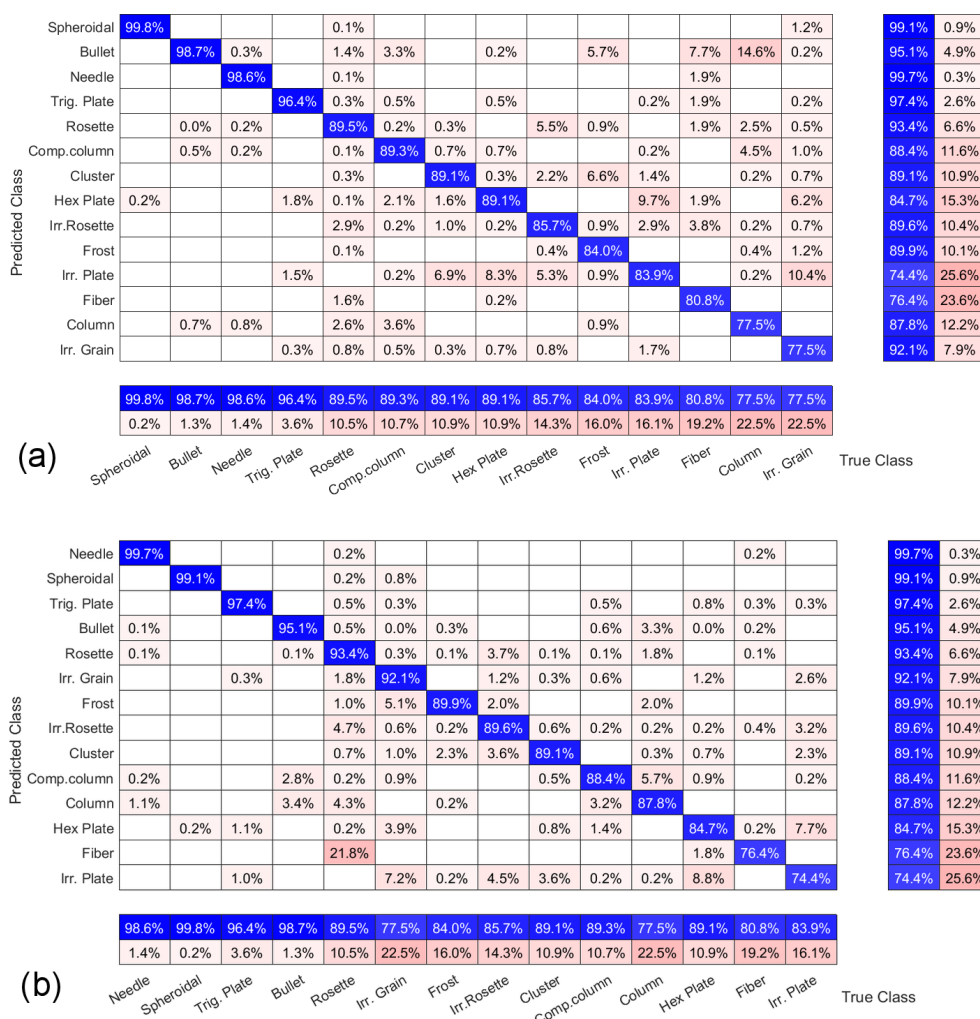 Spheroidal 99.8% 0.1% 1.2% 99.1% 0.9%
Bullet 98.7% 0.3% 1.4% 3.3% 0.2% 5.7% 7.7% 14.6% 0.2% 95.1% 4.9%
Needle 98.6% 0.1% 1.9% 99.7% 0.3%
Trig. Plate 96.4% 0.3% 0.5% 0.5% 0.2% 1.9% 0.2% 97.4% 2.6%
Rosette 0.0% 0.2% 89.5% 0.2% 0.3% 5.5% 0.9% 1.9% 2.5% 0.5% 93.4% 6.6%
Comp.column 0.5% 0.2% 0.1% 89.3% 0.7% 0.7% 0.2% 4.5% 1.0% 88.4% 11.6%
Cluster 0.3% 89.1% 0.3% 2.2% 6.6% 1.4% 0.2% 0.7% 89.1% 10.9%
Hex Plate 0.2% 1.8% 0.1% 2.1% 1.6% 89.1% 9.7% 1.9% 6.2% 84.7% 15.3%
Irr.Rosette 2.9% 0.2% 1.0% 0.2% 85.7% 0.9% 2.9% 3.8% 0.2% 0.7% 89.6% 10.4%
Frost 0.1% 0.4% 84.0% 0.4% 1.2% 89.9% 10.1%
Irr. Plate 1.5% 0.2% 6.9% 8.3% 5.3% 0.9% 83.9% 0.2% 10.4% 74.4% 25.6%
Fiber 1.6% 0.2% 80.8% 76.4% 23.6%
Column 0.7% 0.8% 2.6% 3.6% 0.9% 77.5% 87.8% 12.2%
Irr. Grain 0.3% 0.8% 0.5% 0.3% 0.7% 0.8% 1.7% 77.5% 92.1% 7.9%
Predicted Class
99.8% 98.7% 98.6% 96.4% 89.5% 89.3% 89.1% 89.1% 85.7% 84.0% 83.9% 80.8% 77.5% 77.5%
0.2% 1.3% 1.4% 3.6% 10.5% 10.7% 10.9% 10.9% 14.3% 16.0% 16.1% 19.2% 22.5% 22.5%
(a)
Spheroidal Bullet Needle Trig. Plate Rosette Comp.column Cluster Hex Plate Irr.Rosette Frost Irr. Plate Fiber Column Irr. Grain
True Class
Needle 99.7% 0.2% 0.2% 99.7% 0.3%
Spheroidal 99.1% 0.2% 0.8% 99.1% 0.9%
Trig. Plate 97.4% 0.5% 0.3% 0.5% 0.8% 0.3% 0.3% 97.4% 2.6%
Bullet 0.1% 95.1% 0.5% 0.0% 0.3% 0.6% 3.3% 0.0% 0.2% 95.1% 4.9%
Rosette 0.1% 0.1% 93.4% 0.3% 0.1% 3.7% 0.1% 0.1% 1.8% 0.1% 93.4% 6.6%
Irr. Grain 0.3% 1.8% 92.1% 1.2% 0.3% 0.6% 1.2% 2.6% 92.1% 7.9%
Frost 1.0% 5.1% 89.9% 2.0% 2.0% 89.9% 10.1%
Irr.Rosette 4.7% 0.6% 0.2% 89.6% 0.6% 0.2% 0.2% 0.2% 0.4% 3.2% 89.6% 10.4%
Cluster 0.7% 1.0% 2.3% 3.6% 89.1% 0.3% 0.7% 2.3% 89.1% 10.9%
Comp.column 0.2% 2.8% 0.2% 0.9% 0.5% 88.4% 5.7% 0.9% 0.2% 88.4% 11.6%
Column 1.1% 3.4% 4.3% 0.2% 3.2% 87.8% 87.8% 12.2%
Hex Plate 0.2% 1.1% 0.2% 3.9% 0.8% 1.4% 84.7% 0.2% 7.7% 84.7% 15.3%
Fiber 21.8% 1.8% 76.4% 76.4% 23.6%
Irr. Plate 1.0% 7.2% 0.2% 4.5% 3.6% 0.2% 0.2% 8.8% 74.4% 74.4% 25.6%
Predicted Class
98.6% 99.8% 96.4% 98.7% 89.5% 77.5% 84.0% 85.7% 89.1% 89.3% 77.5% 89.1% 80.8% 83.9%
1.4% 0.2% 3.6% 1.3% 10.5% 22.5% 16.0% 14.3% 10.9% 10.7% 22.5% 10.9% 19.2% 16.1%
(b)
Needle Spheroidal Trig. Plate Bullet Rosette Irr. Grain Frost Irr.Rosette Cluster Comp.column Column Hex Plate Fiber Irr. Plate
True Class